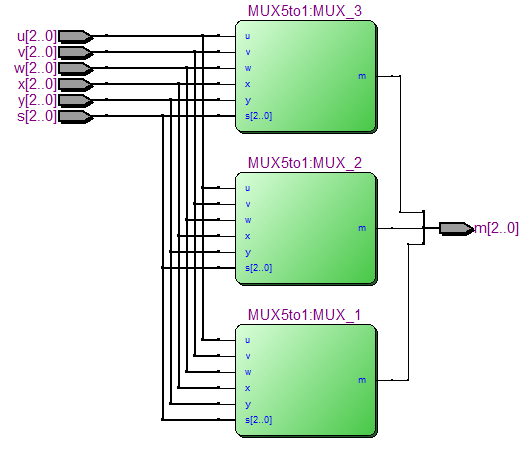 MUX5to1:MUX_3
u[2..0]
v[2..0]
w[2..0]
x[2..0]
y[2..0]
s[2..0]
u
v
w
x
y
s[2..0]
m
MUX5to1:MUX_2
u
v
w
x
y
s[2..0]
m
m[2..0]
MUX5to1:MUX_1
u
v
w
x
y
s[2..0]
m